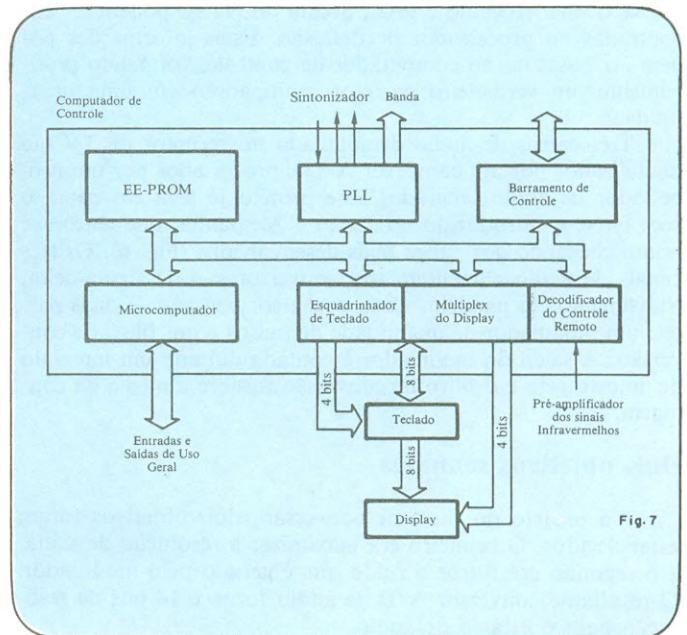 Computador de
Controle
Sintonizador
Banda
EE-PROM
PLL
Barramento de
Controle
Microcomputador
Esquadrinhador
de Teclado
Multiplex
do Display
Decodificador
do Controle
Remoto
4 bits
8 bits
4 bits
Pré-amplificador
dos sinais
Infravermelhos
Entradas e
Saídas de Uso
Geral
Teclado
8 bits
Display
Fig. 7